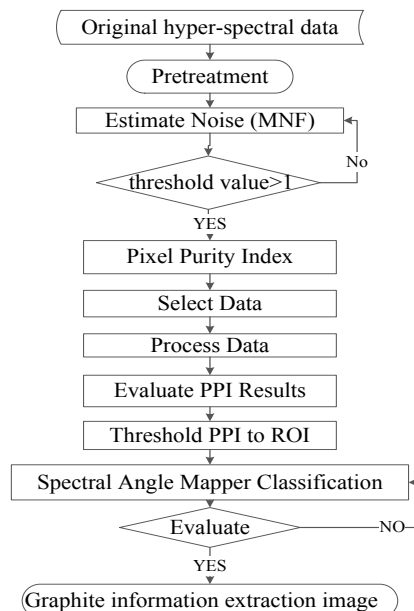 Original hyper-spectral data
Pretreatment
Estimate Noise (MNF)
No
threshold value>1
YES
Pixel Purity Index
Select Data
Process Data
Evaluate PPI Results
Threshold PPI to ROI
Spectral Angle Mapper Classification
Evaluate
NO
YES
Graphite information extraction image